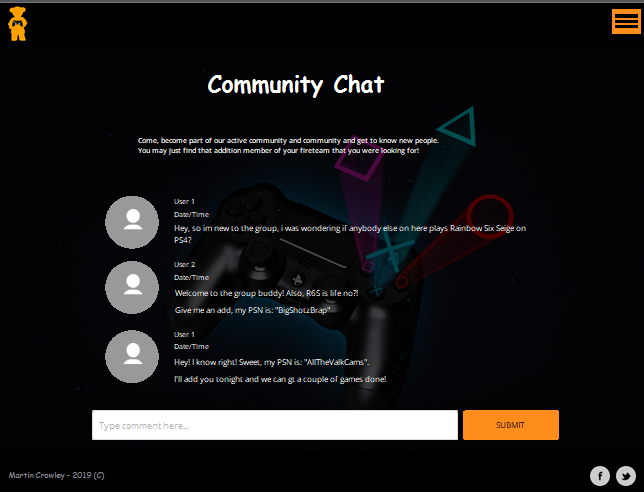 Community Chat
Come, become part of our active community and community and get to know new people.
You may just find that addition member of your fireteam that you were looking for!
User 1
Date/Time
Hey, so im new to the group, i was wondering if anybody else on here plays Rainbow Six Seige on
PS4?
User 2
Date/Time
Welcome to the group buddy! Also, R6S is life no?!
Give me an add, my PSN is: "BigShotzBrap"
User 1
Date/Time
Hey! I know right! Sweet, my PSN is: "AllTheValkCams".
I'll add you tonight and we can gt a couple of games done!
Type comment here...
SUBMIT
Martin Crowley - 2019 (C)